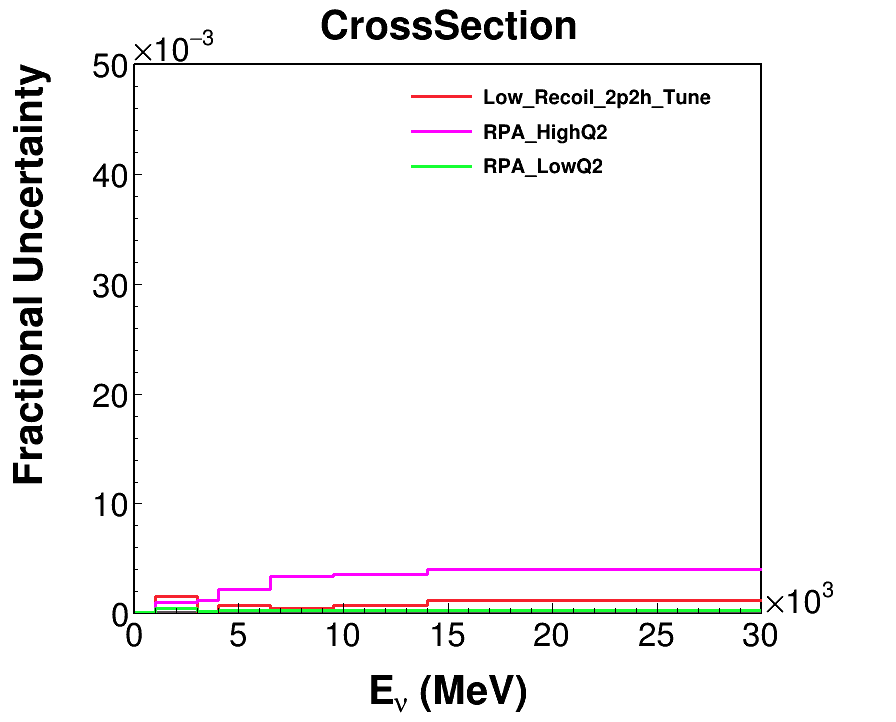 CrossSection
×10⁻³
50
40
30
20
10
0
Fractional Uncertainty
Low_Recoil_2p2h_Tune
RPA_HighQ2
RPA_LowQ2
0 5 10 15 20 25 30
×10³
Eν (MeV)